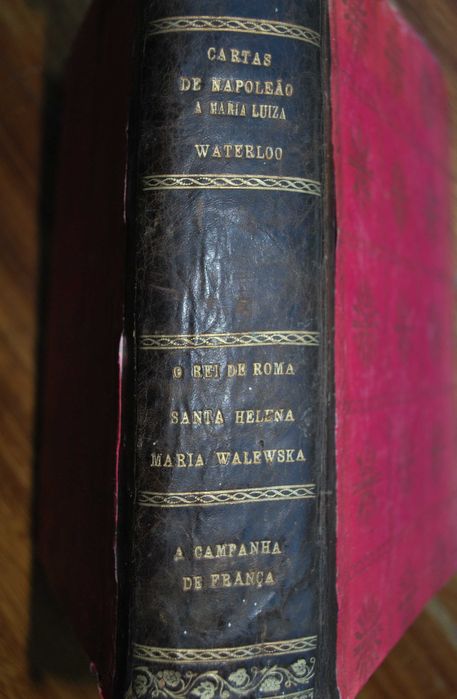 CARTAS
DE NAPOLEÃO
A MARIA LUIZA
WATERLOO
O REI DE ROMA
SANTA HELENA
MARIA WALEWSKA
A CAMPANHA
DE FRANÇA